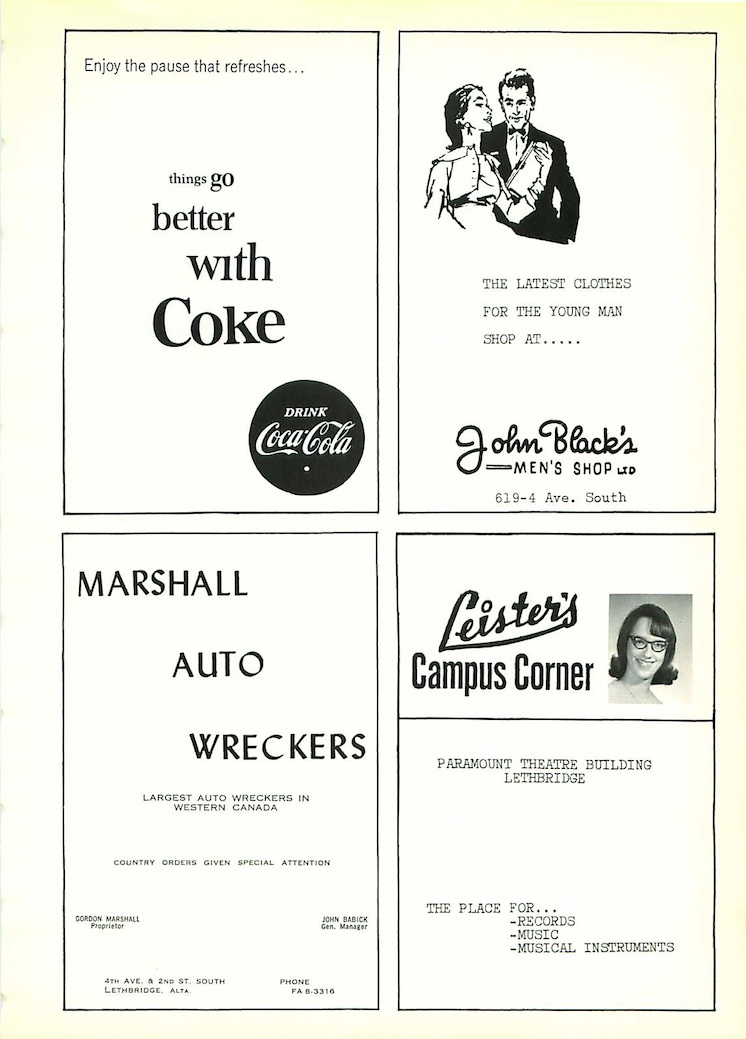 Enjoy the pause that refreshes...
things go
better
with
Coke
DRINK
Coca-Cola
THE LATEST CLOTHES
FOR THE YOUNG MAN
SHOP AT.....
John Black's
MEN'S SHOP LTD
619-4 Ave. South
MARSHALL
AUTO
WRECKERS
LARGEST AUTO WRECKERS IN
WESTERN CANADA
COUNTRY ORDERS GIVEN SPECIAL ATTENTION
GORDON MARSHALL
Proprietor
JOHN BABICK
Gen. Manager
4TH AVE. & 2ND ST. SOUTH
LETHBRIDGE, ALTA.
PHONE
FA 8-3316
Leister's
Campus Corner
PARAMOUNT THEATRE BUILDING
LETHBRIDGE
THE PLACE FOR...
-RECORDS
-MUSIC
-MUSICAL INSTRUMENTS